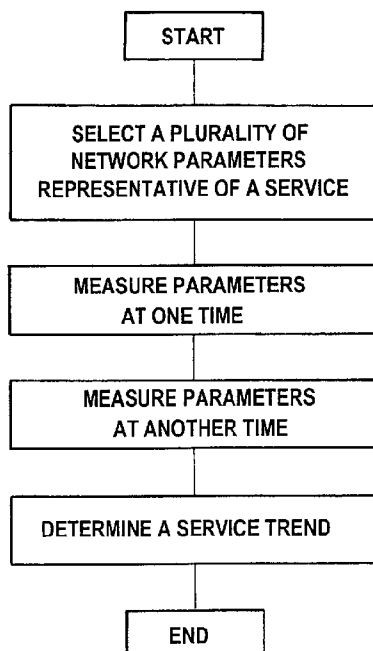 START
SELECT A PLURALITY OF
NETWORK PARAMETERS
REPRESENTATIVE OF A SERVICE
MEASURE PARAMETERS
AT ONE TIME
MEASURE PARAMETERS
AT ANOTHER TIME
DETERMINE A SERVICE TREND
END